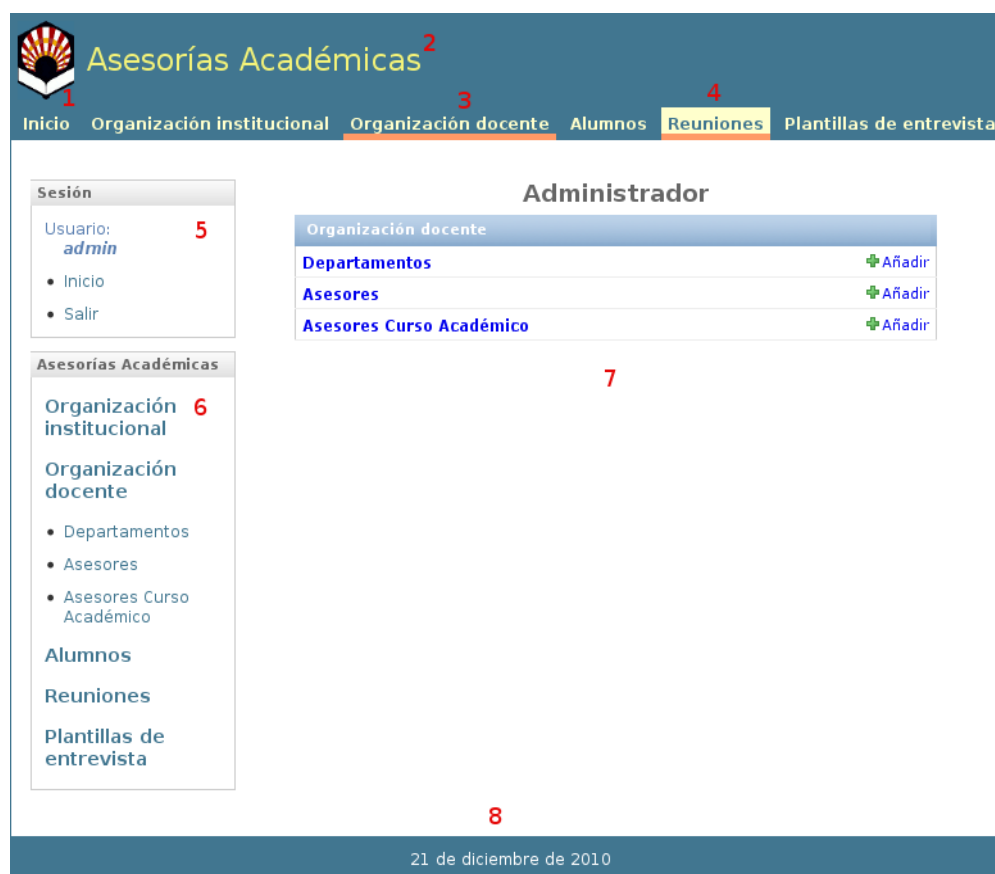 Asesorías Académicas 2
1
3
4
Inicio Organización institucional Organización docente Alumnos Reuniones Plantillas de entrevista
Sesión
Usuario: 5
admin
• Inicio
• Salir
Asesorías Académicas
Organización 6
institucional
Organización
docente
• Departamentos
• Asesores
• Asesores Curso
Académico
Alumnos
Reuniones
Plantillas de
entrevista
Administrador
Organización docente
Departamentos Añadir
Asesores Añadir
Asesores Curso Académico Añadir
7
8
21 de diciembre de 2010